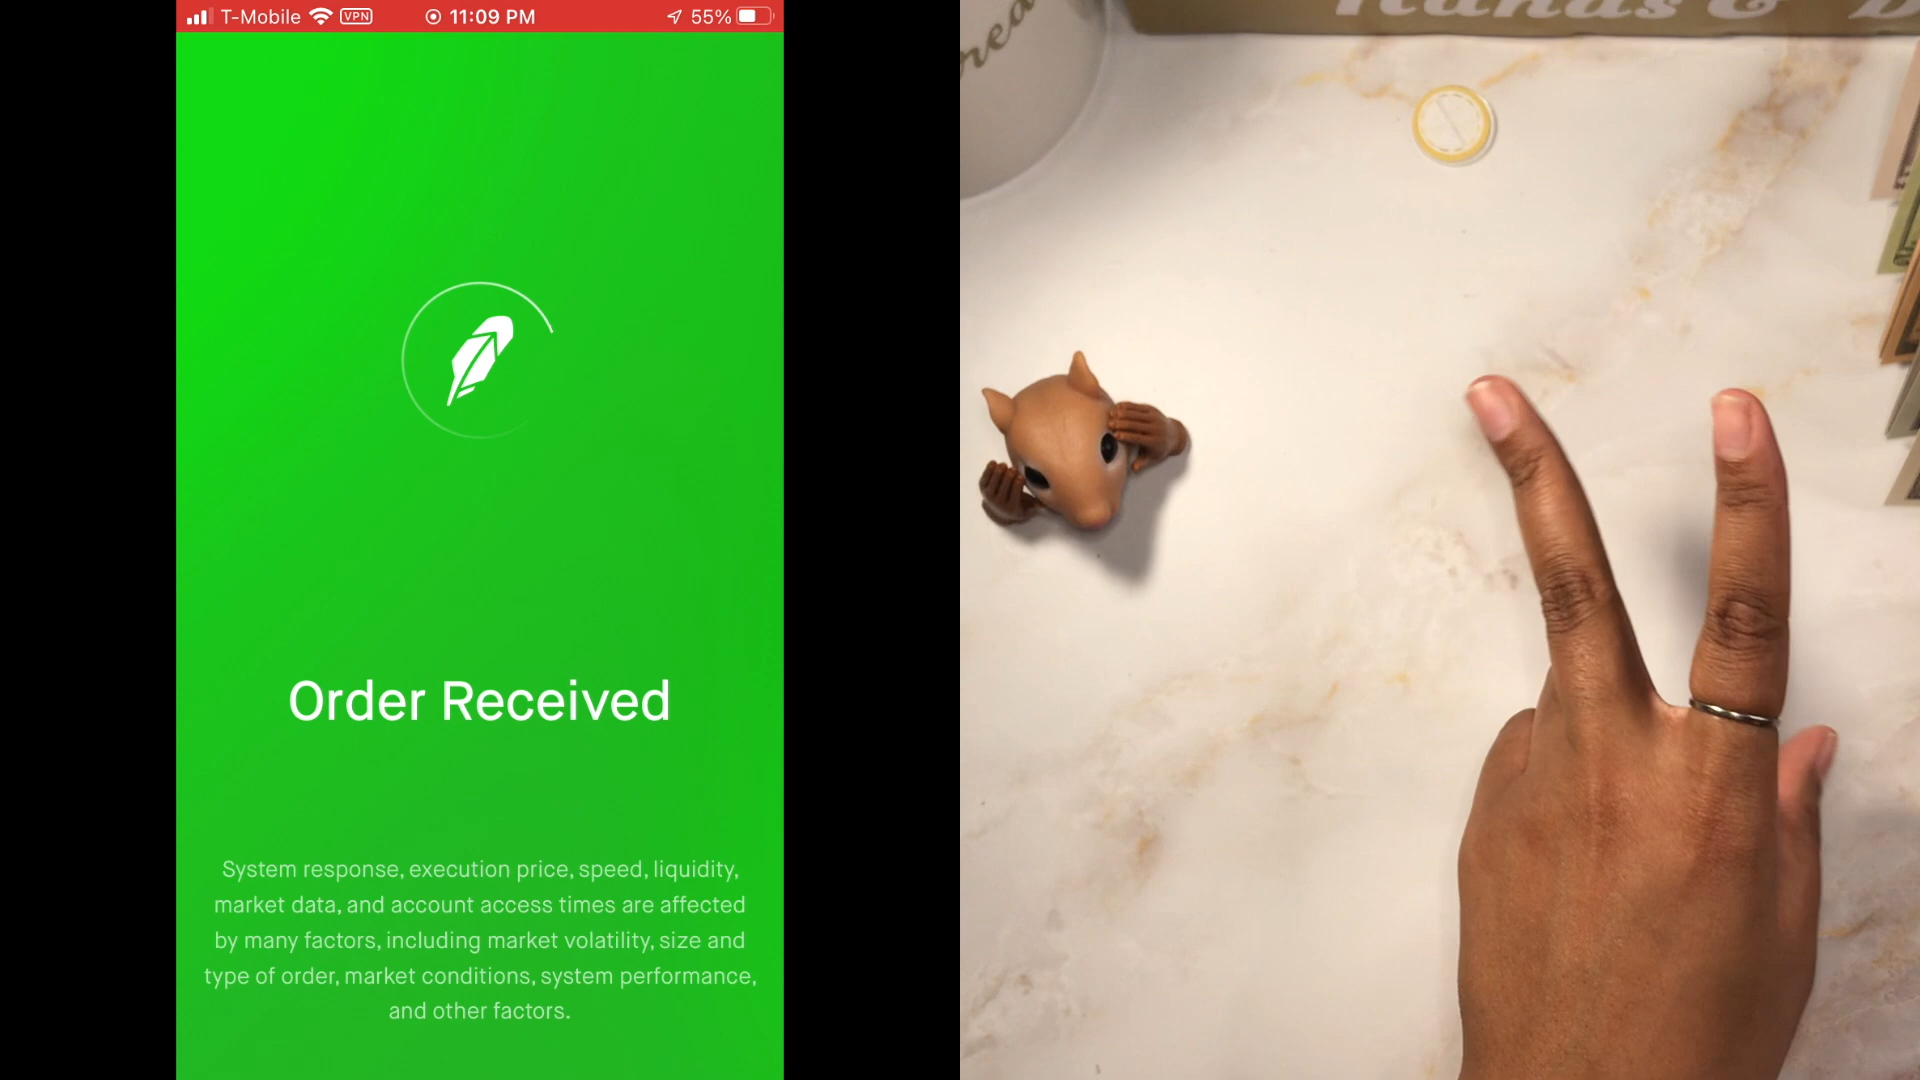 T-Mobile VPN 11:09 PM 55%
Order Received
System response, execution price, speed, liquidity,
market data, and account access times are affected
by many factors, including market volatility, size and
type of order, market conditions, system performance,
and other factors.